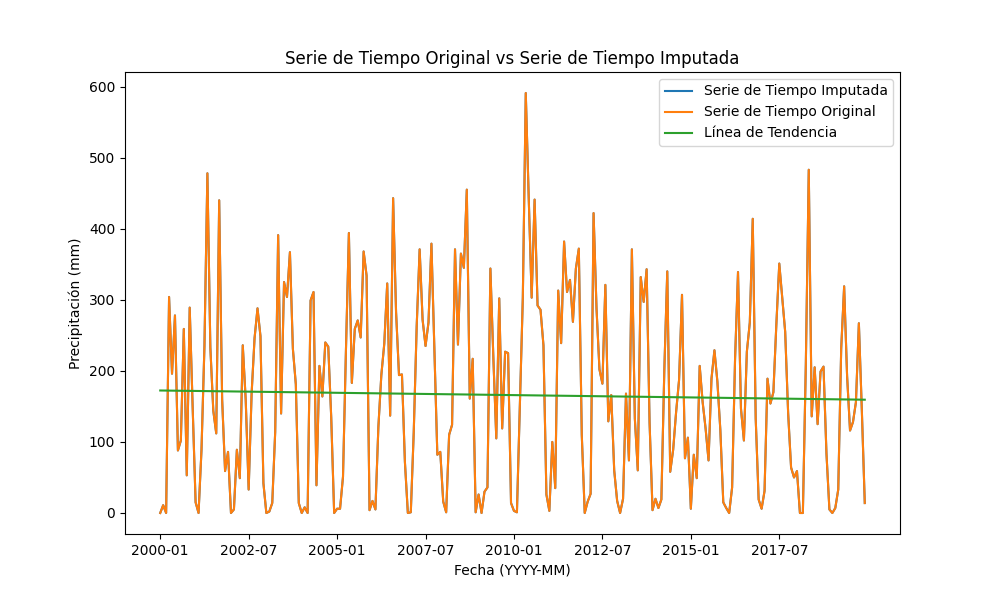 Serie de Tiempo Original vs Serie de Tiempo Imputada
Serie de Tiempo Imputada
Serie de Tiempo Original
Línea de Tendencia
Precipitación (mm)
600
500
400
300
200
100
0
2000-01 2002-07 2005-01 2007-07 2010-01 2012-07 2015-01 2017-07
Fecha (YYYY-MM)